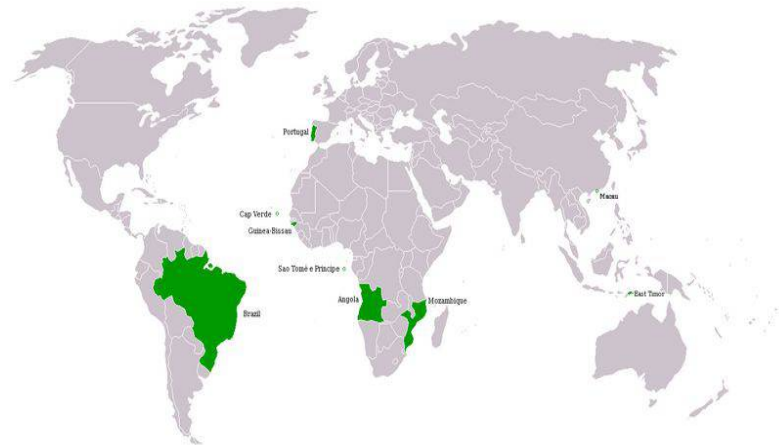 Portugal
Macau
Cap Verde
Guinea-Bissau
Sao Tomé e Principe
East Timor
Angola
Mozambique
Brazil